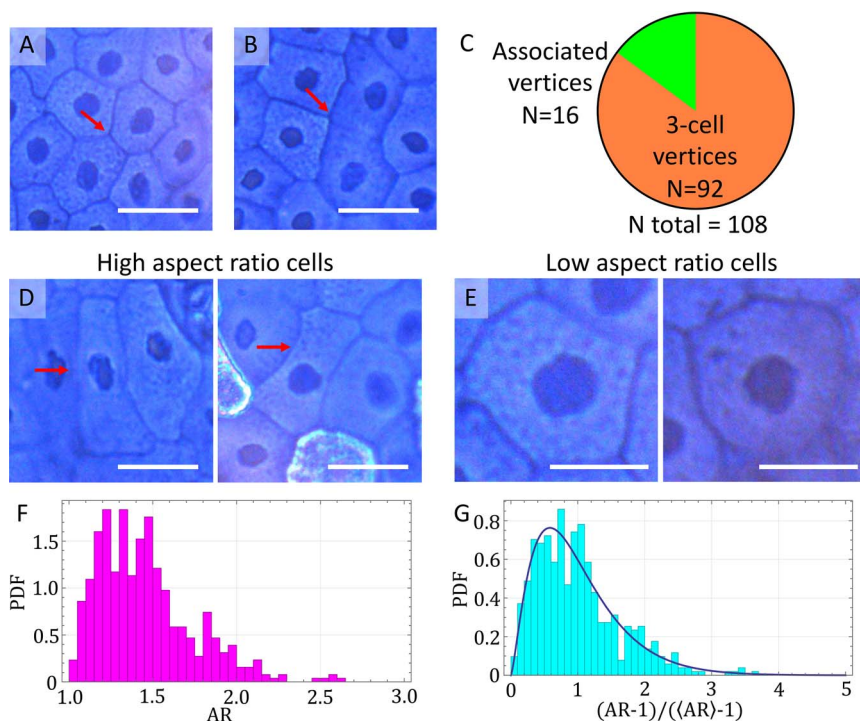 A
B
C
Associated
vertices
N=16
3-cell
vertices
N=92
N total = 108
High aspect ratio cells
Low aspect ratio cells
D
E
F
PDF
1.5
1.0
0.5
0
1.0 1.5 2.0 2.5 3.0
AR
G
PDF
0.8
0.6
0.4
0.2
0
0 1 2 3 4 5
(AR-1)/(⟨AR⟩-1)